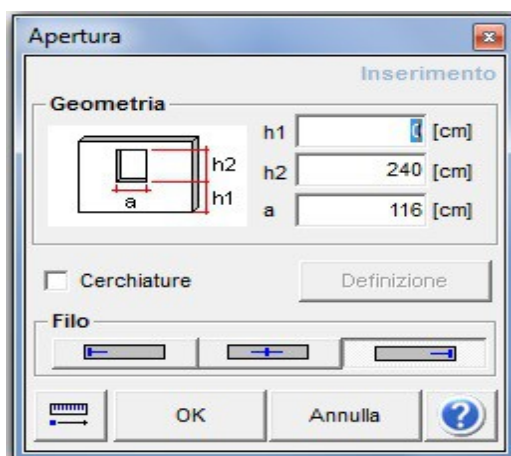 Apertura
Inserimento
Geometria
h2
h1
a
h1 0 [cm]
h2 240 [cm]
a 116 [cm]
Cerchiature
Definizione
Filo
OK
Annulla
?